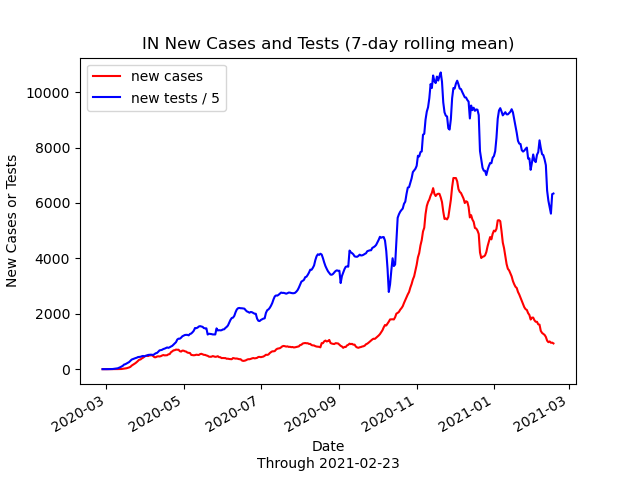 IN New Cases and Tests (7-day rolling mean)
new cases
new tests / 5
10000
8000
6000
4000
2000
0
New Cases or Tests
2020-03
2020-05
2020-07
2020-09
2020-11
2021-01
2021-03
Date
Through 2021-02-23